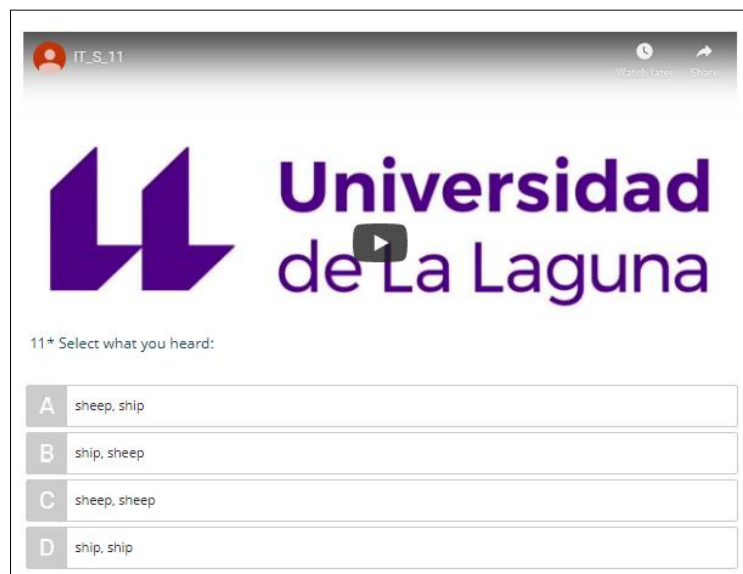 IT_S_11
Watch later
Share
Universidad
de La Laguna
11* Select what you heard:
A sheep, ship
B ship, sheep
C sheep, sheep
D ship, ship